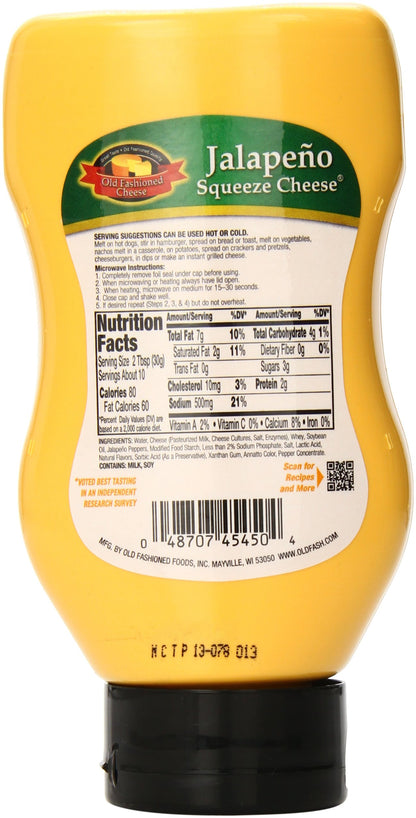 Great Taste • Old Fashioned Quality
Old Fashioned
Cheese
Jalapeño
Squeeze Cheese®
SERVING SUGGESTIONS CAN BE USED HOT OR COLD.
Melt on hot dogs, stir in hamburger, spread on bread or toast, melt on vegetables,
nachos melt in a casserole, on potatoes, spread on crackers and pretzels,
cheeseburgers, in dips or make an instant grilled cheese.
Microwave Instructions:
1. Completely remove foil seal under cap before using.
2. When microwaving or heating always have lid open.
3. When heating, microwave on medium for 15–30 seconds.
4. Close cap and shake well.
5. If desired repeat (Steps 2, 3, & 4) but do not overheat.
Nutrition
Facts
Serving Size 2 Tbsp (30g)
Servings About 10
Calories 80
Fat Calories 60
*Percent Daily Values (DV) are
based on a 2,000 calorie diet.
Amount/Serving %DV*
Total Fat 7g 10%
Saturated Fat 2g 11%
Trans Fat 0g
Cholesterol 10mg 3%
Sodium 500mg 21%
Amount/Serving %DV*
Total Carbohydrate 4g 1%
Dietary Fiber 0g 0%
Sugars 3g
Protein 2g
Vitamin A 2% • Vitamin C 0% • Calcium 8% • Iron 0%
INGREDIENTS: Water, Cheese (Pasteurized Milk, Cheese Cultures, Salt, Enzymes), Whey, Soybean
Oil, Jalapeño Peppers, Modified Food Starch, Less than 2% Sodium Phosphate, Salt, Lactic Acid,
Natural Flavors, Sorbic Acid (As a Preservative), Xanthan Gum, Annatto Color, Pepper Concentrate.
CONTAINS: MILK, SOY
*VOTED BEST TASTING
IN AN INDEPENDENT
RESEARCH SURVEY
Scan for
Recipes
and More
0 48707 45450 4
MFG. BY OLD FASHIONED FOODS, INC. MAYVILLE, WI 53050 WWW.OLDFASH.COM
NCTP 13-078 013